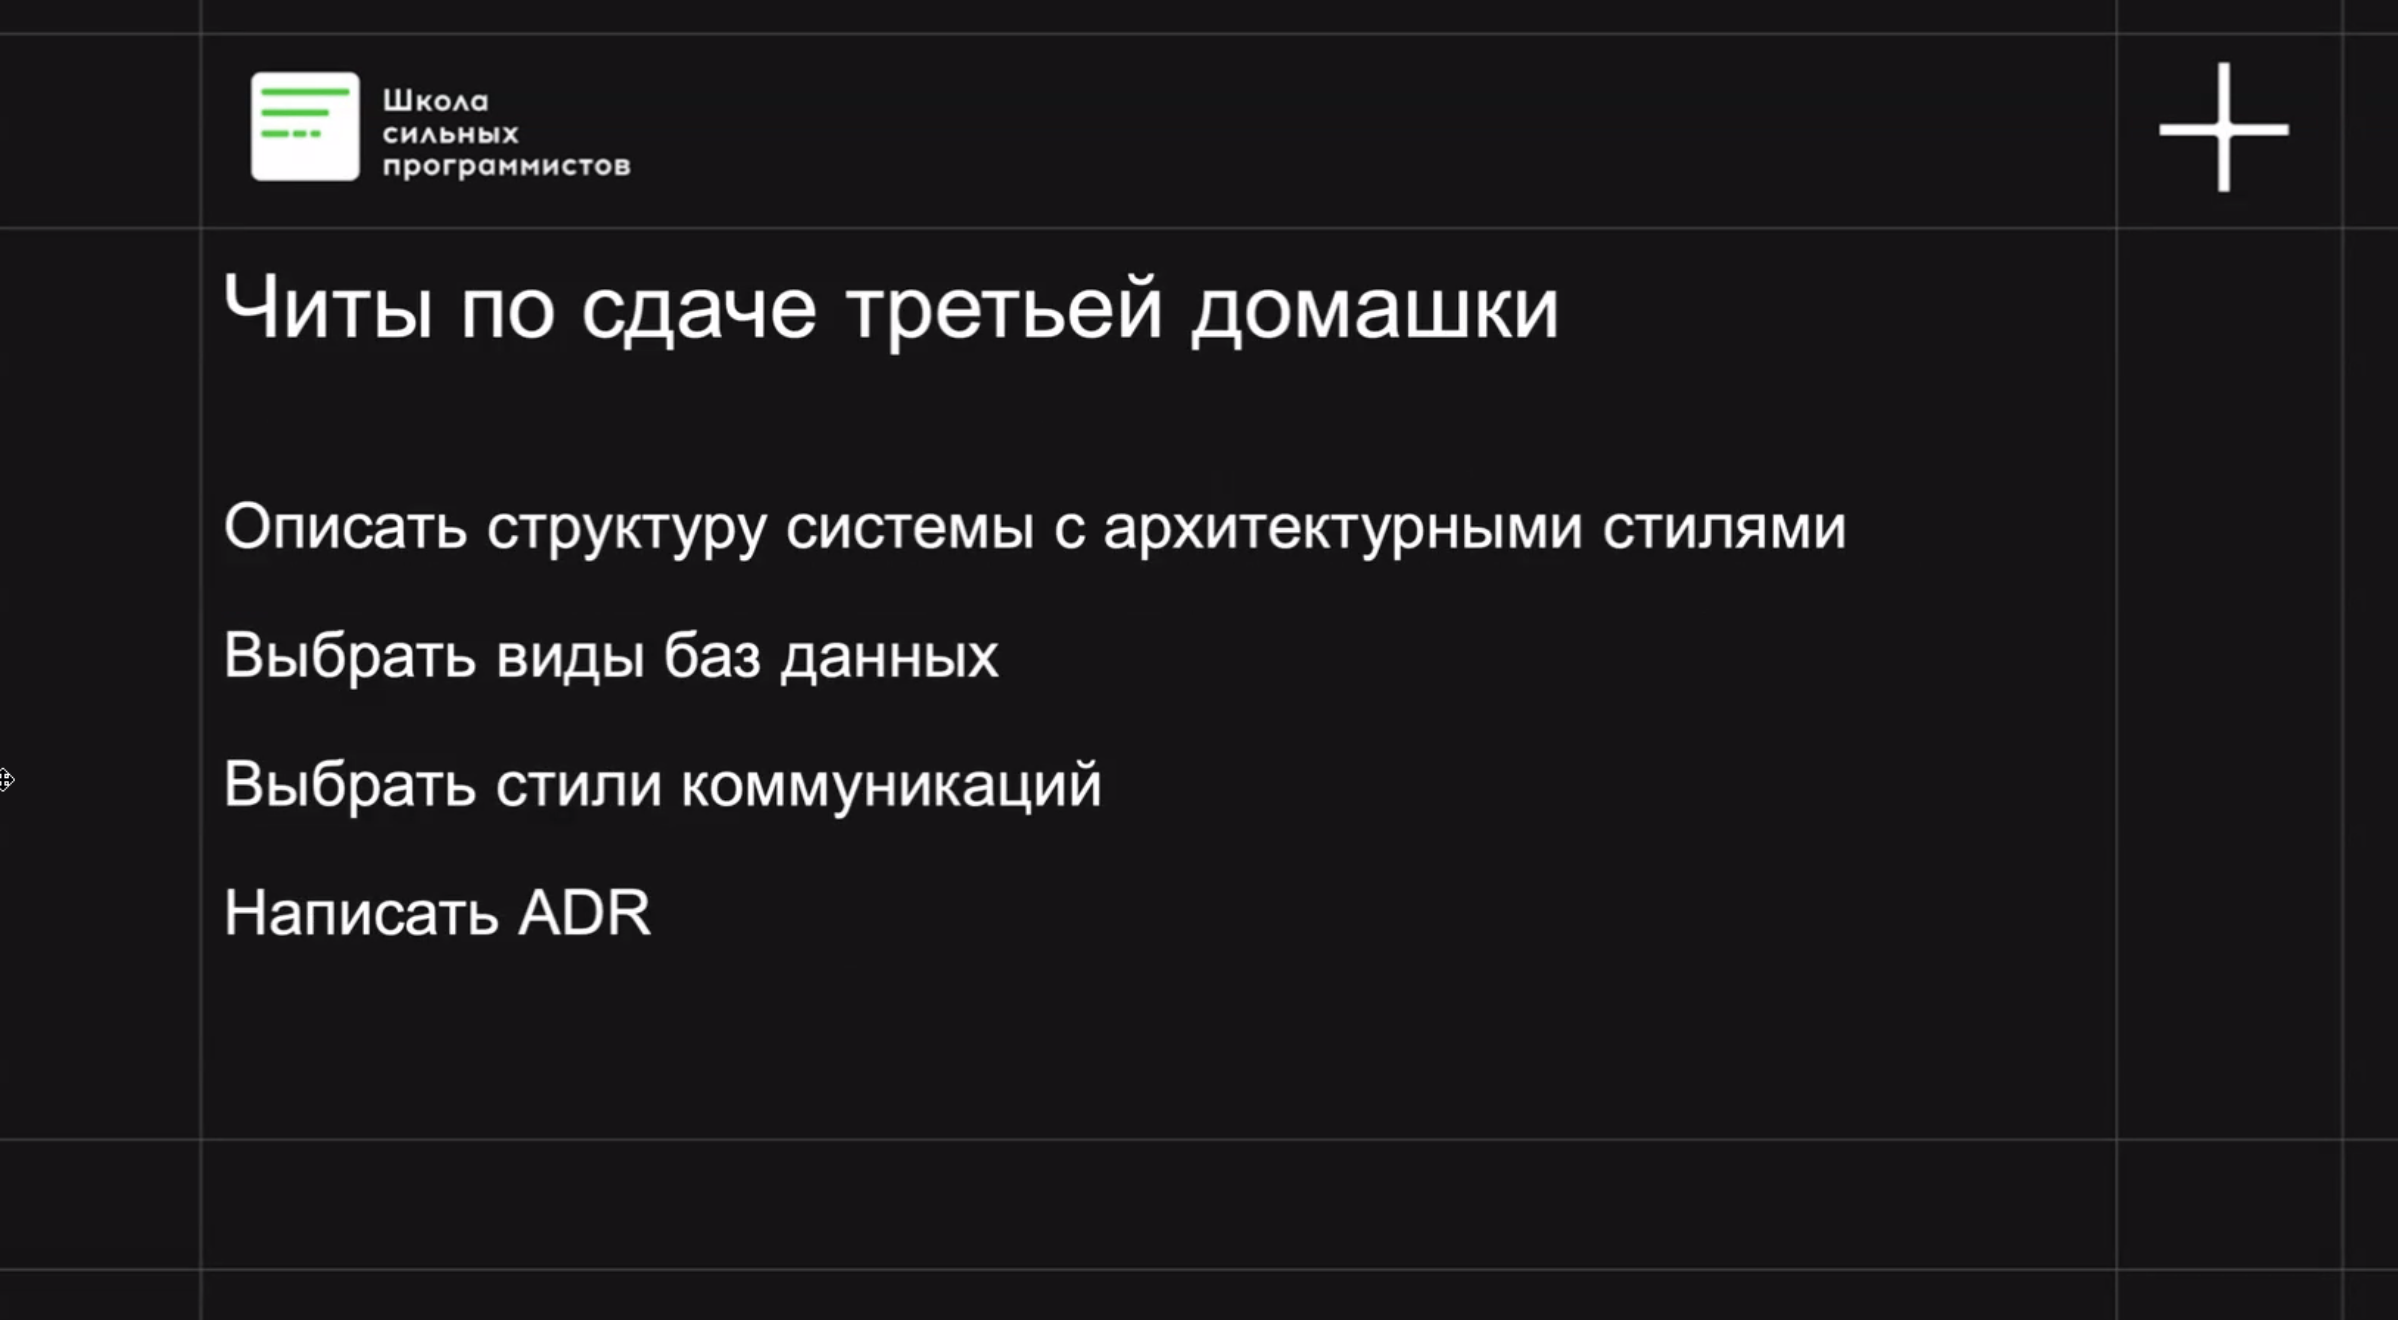 Школа
сильных
программистов
Читы по сдаче третьей домашки
Описать структуру системы с архитектурными стилями
Выбрать виды баз данных
Выбрать стили коммуникаций
Написать ADR